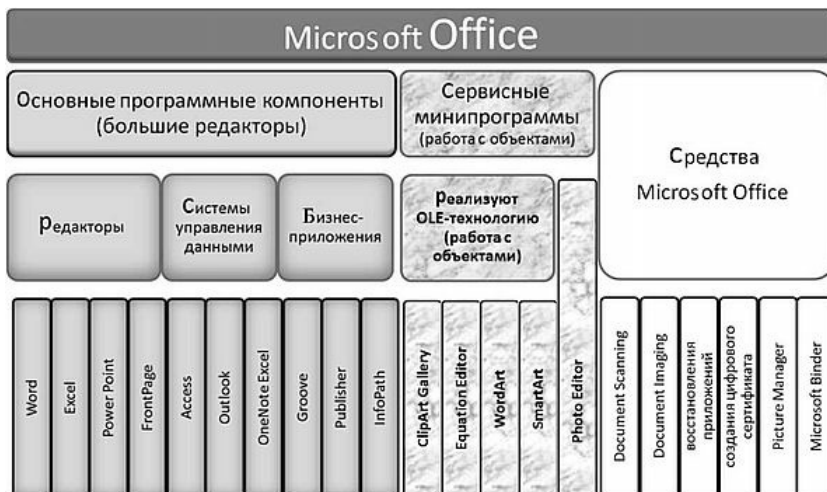 Microsoft Office
Основные программные компоненты
(большие редакторы)
Сервисные
минипрограммы
(работа с объектами)
Средства
Microsoft Office
Редакторы
Системы
управления
данными
Бизнес-
приложения
Реализуют
OLE-технологию
(работа с
объектами)
Word
Excel
Power Point
FrontPage
Access
Outlook
OneNote Excel
Groove
Publisher
InfoPath
ClipArt Gallery
Equation Editor
WordArt
SmartArt
Photo Editor
Document Scanning
Document Imaging
восстановления
приложений
создания цифрового
сертификата
Picture Manager
Microsoft Binder